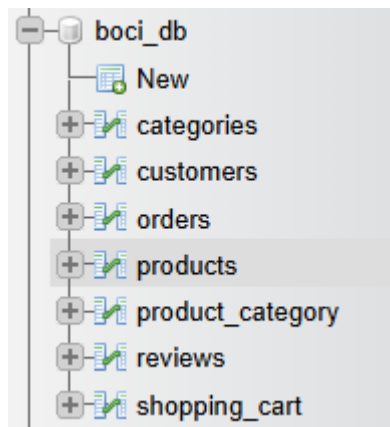 boci_db
New
categories
customers
orders
products
product_category
reviews
shopping_cart